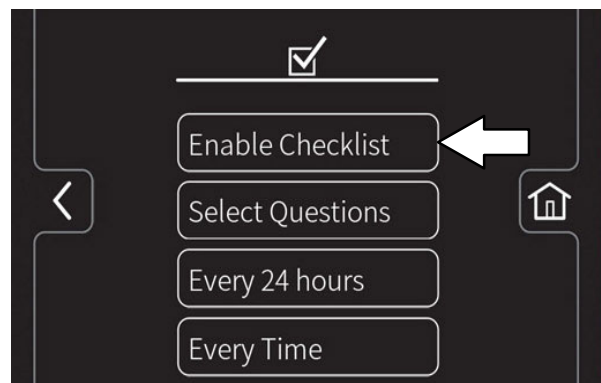 Enable Checklist
Select Questions
Every 24 hours
Every Time